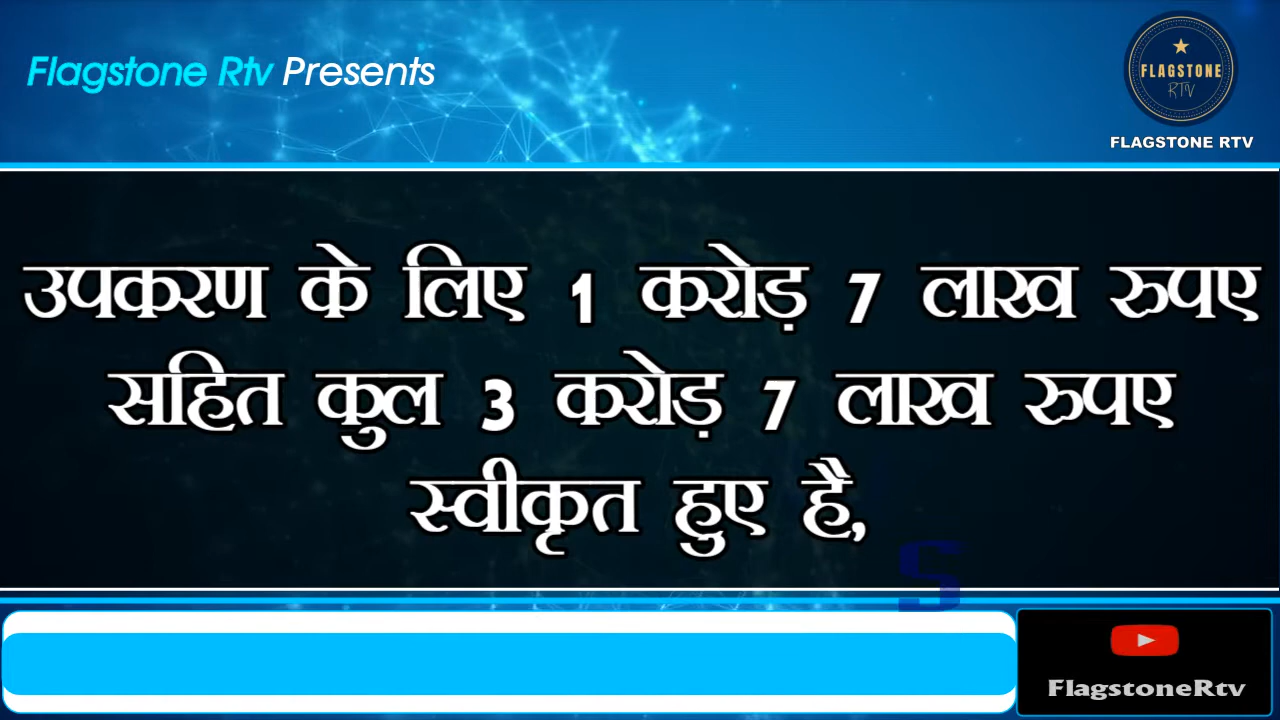 Flagstone Rtv Presents
FLAGSTONE
RTV
FLAGSTONE RTV
उपकरण के लिए 1 करोड़ 7 लाख रुपए
सहित कुल 3 करोड़ 7 लाख रुपए
स्वीकृत हुए है,
S
FlagstoneRtv